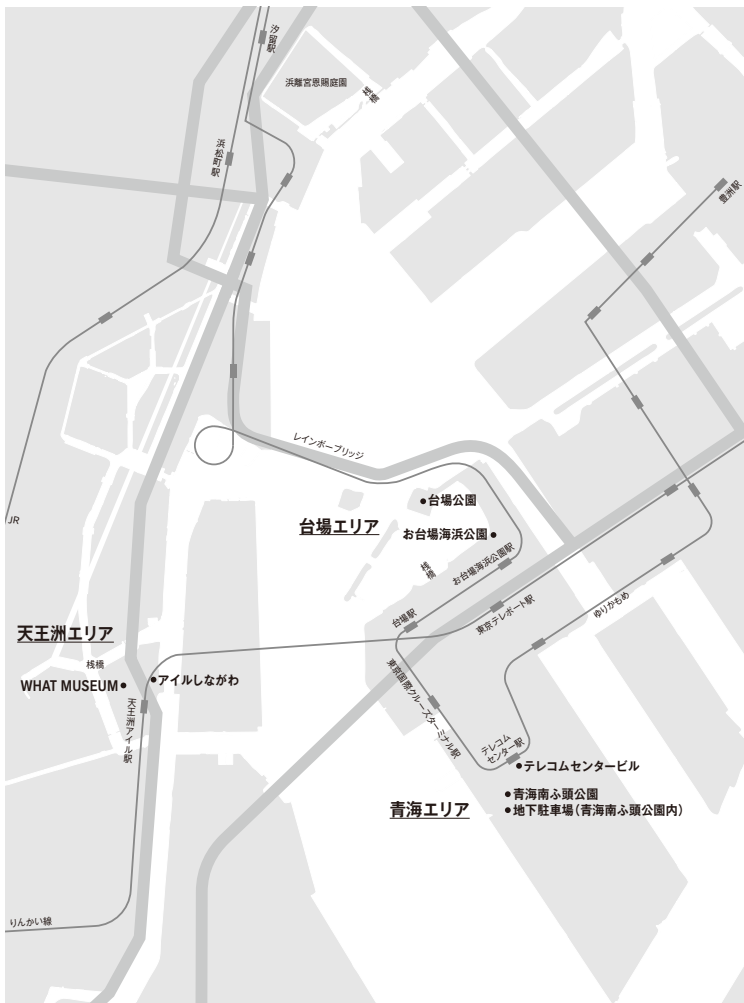 汐留駅
浜離宮恩賜庭園
桟橋
浜松町駅
豊洲駅
レインボーブリッジ
JR
台場公園
台場エリア
お台場海浜公園
桟橋
お台場海浜公園駅
台場駅
東京テレポート駅
ゆりかもめ
天王洲エリア
桟橋
WHAT MUSEUM
アイルしながわ
天王洲アイル駅
東京国際クルーズターミナル駅
テレコム
センター駅
テレコムセンタービル
青海南ふ頭公園
地下駐車場(青海南ふ頭公園内)
青海エリア
りんかい線